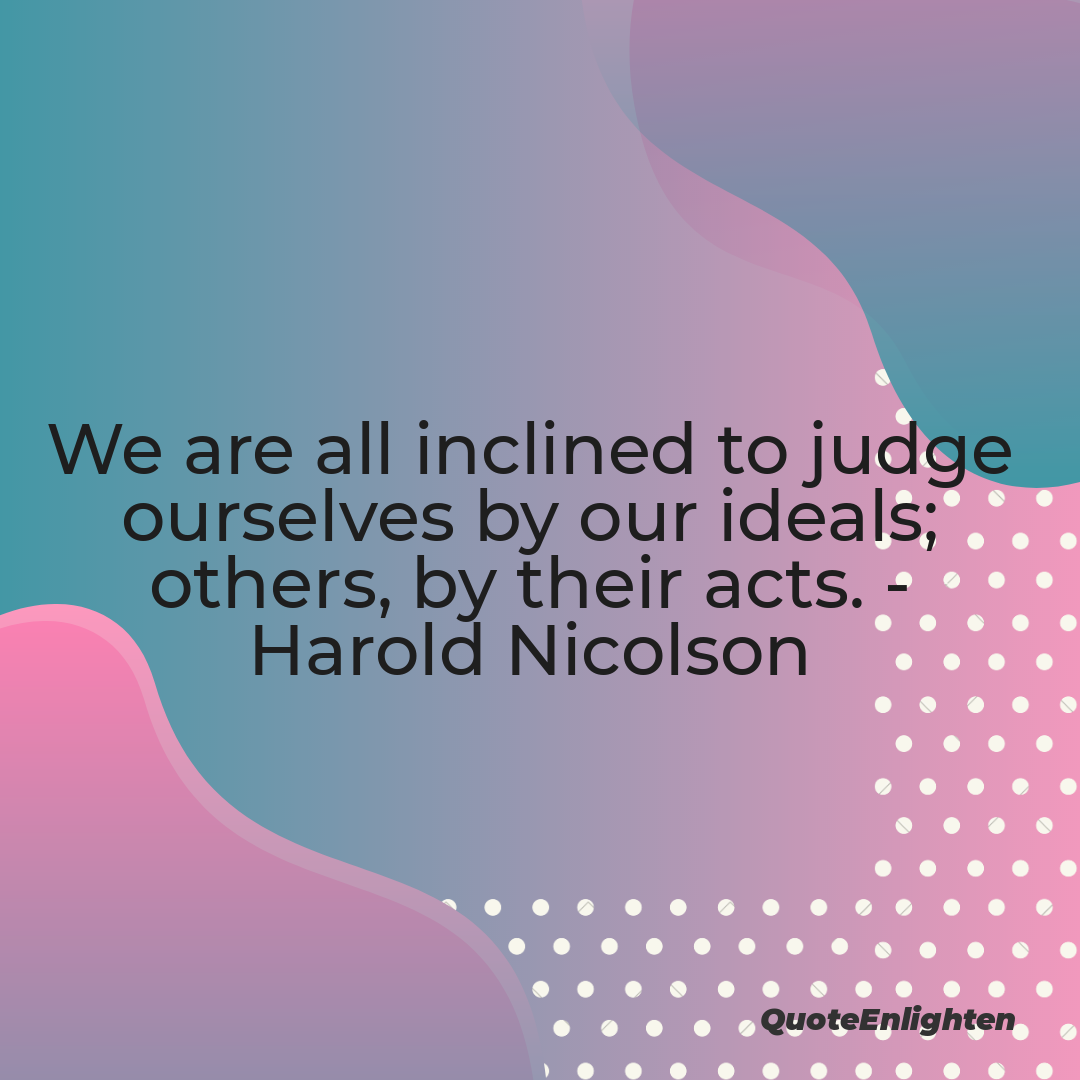 We are all inclined to judge
ourselves by our ideals;
others, by their acts. -
Harold Nicolson
QuoteEnlighten